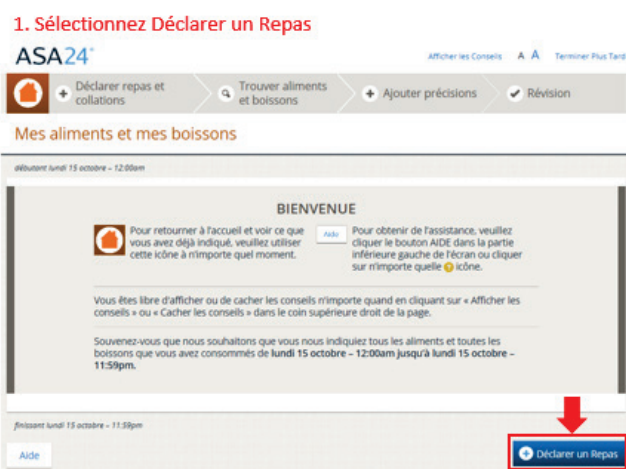 1. Sélectionnez Déclarer un Repas
ASA24®
Afficher les Conseils A A Terminer Plus Tard
Déclarer repas et
collations
Trouver aliments
et boissons
Ajouter précisions
Révision
Mes aliments et mes boissons
débutant lundi 15 octobre – 12:00am
BIENVENUE
Pour retourner à l'accueil et voir ce que
vous avez déjà indiqué, veuillez utiliser
cette icône à n'importe quel moment.
Aide
Pour obtenir de l'assistance, veuillez
cliquer le bouton AIDE dans la partie
inférieure gauche de l'écran ou cliquer
sur n'importe quelle ? icône.
Vous êtes libre d'afficher ou de cacher les conseils n'importe quand en cliquant sur « Afficher les
conseils » ou « Cacher les conseils » dans le coin supérieure droit de la page.
Souvenez-vous que nous souhaitons que vous nous indiquiez tous les aliments et toutes les
boissons que vous avez consommés de lundi 15 octobre – 12:00am jusqu'à lundi 15 octobre –
11:59pm.
finissant lundi 15 octobre – 11:59pm
Aide
Déclarer un Repas